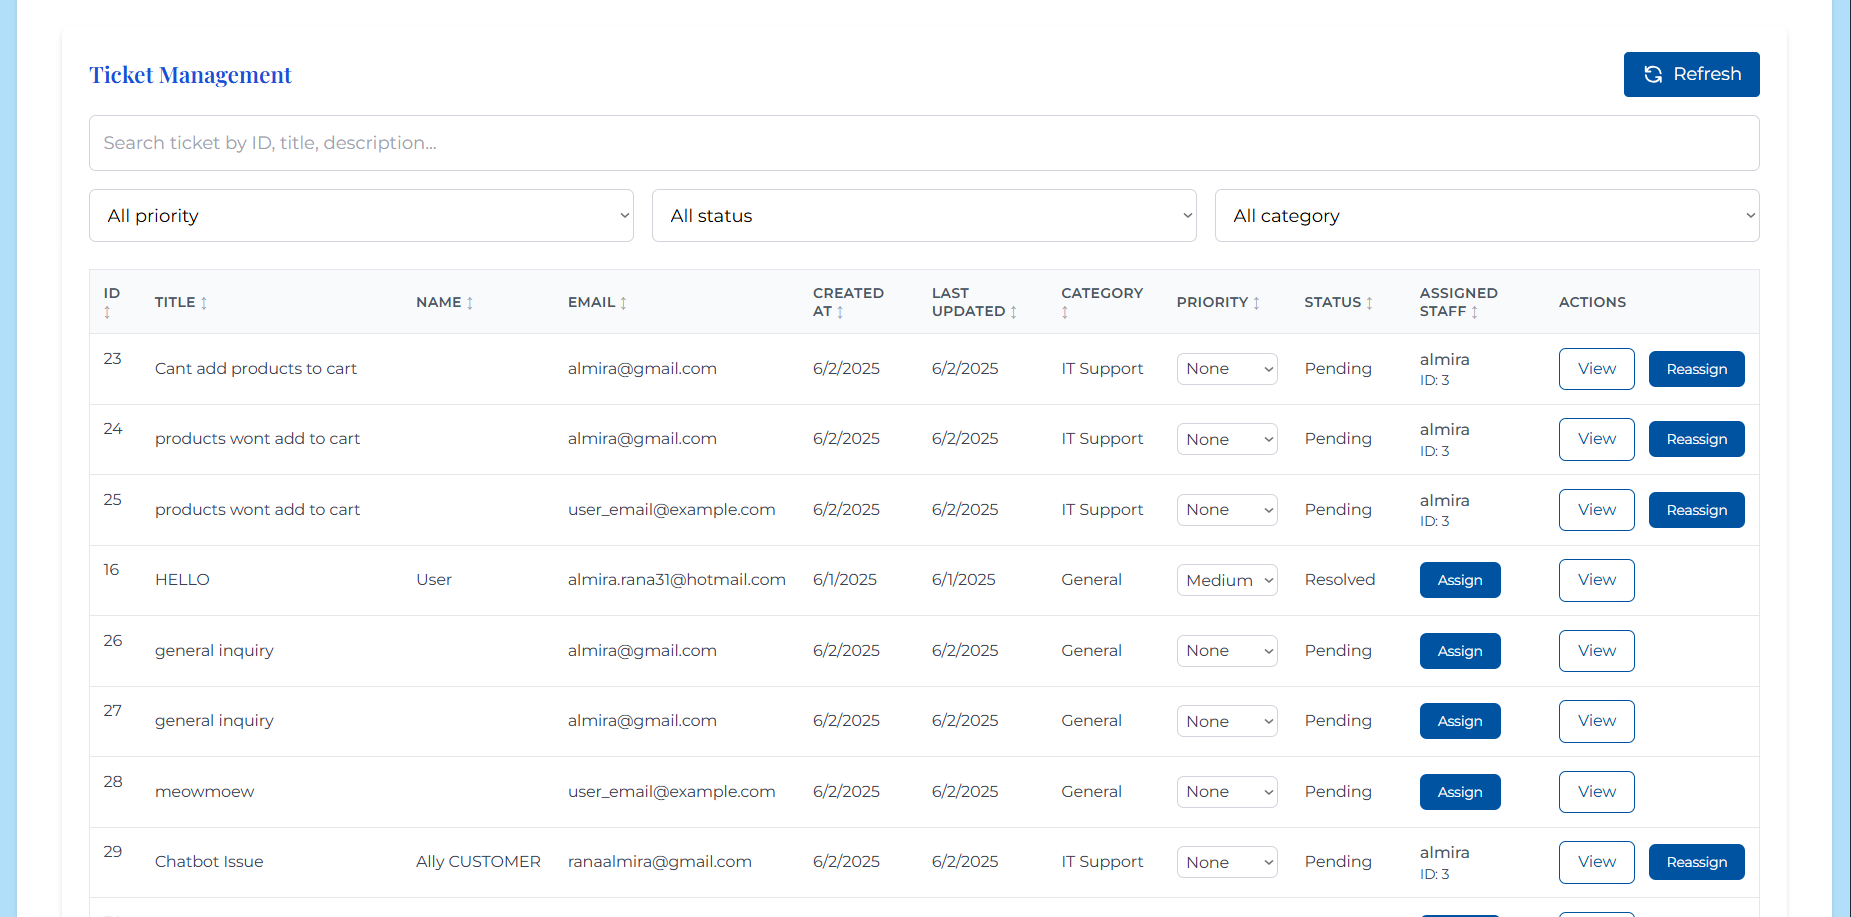 Ticket Management
Refresh
Search ticket by ID, title, description...
All priority All status All category
ID TITLE NAME EMAIL CREATED AT LAST UPDATED CATEGORY PRIORITY STATUS ASSIGNED STAFF ACTIONS
23 Cant add products to cart almira@gmail.com 6/2/2025 6/2/2025 IT Support None Pending almira ID: 3 View Reassign
24 products wont add to cart almira@gmail.com 6/2/2025 6/2/2025 IT Support None Pending almira ID: 3 View Reassign
25 products wont add to cart user_email@example.com 6/2/2025 6/2/2025 IT Support None Pending almira ID: 3 View Reassign
16 HELLO User almira.rana31@hotmail.com 6/1/2025 6/1/2025 General Medium Resolved Assign View
26 general inquiry almira@gmail.com 6/2/2025 6/2/2025 General None Pending Assign View
27 general inquiry almira@gmail.com 6/2/2025 6/2/2025 General None Pending Assign View
28 meowmoew user_email@example.com 6/2/2025 6/2/2025 General None Pending Assign View
29 Chatbot Issue Ally CUSTOMER ranaalmira@gmail.com 6/2/2025 6/2/2025 IT Support None Pending almira ID: 3 View Reassign